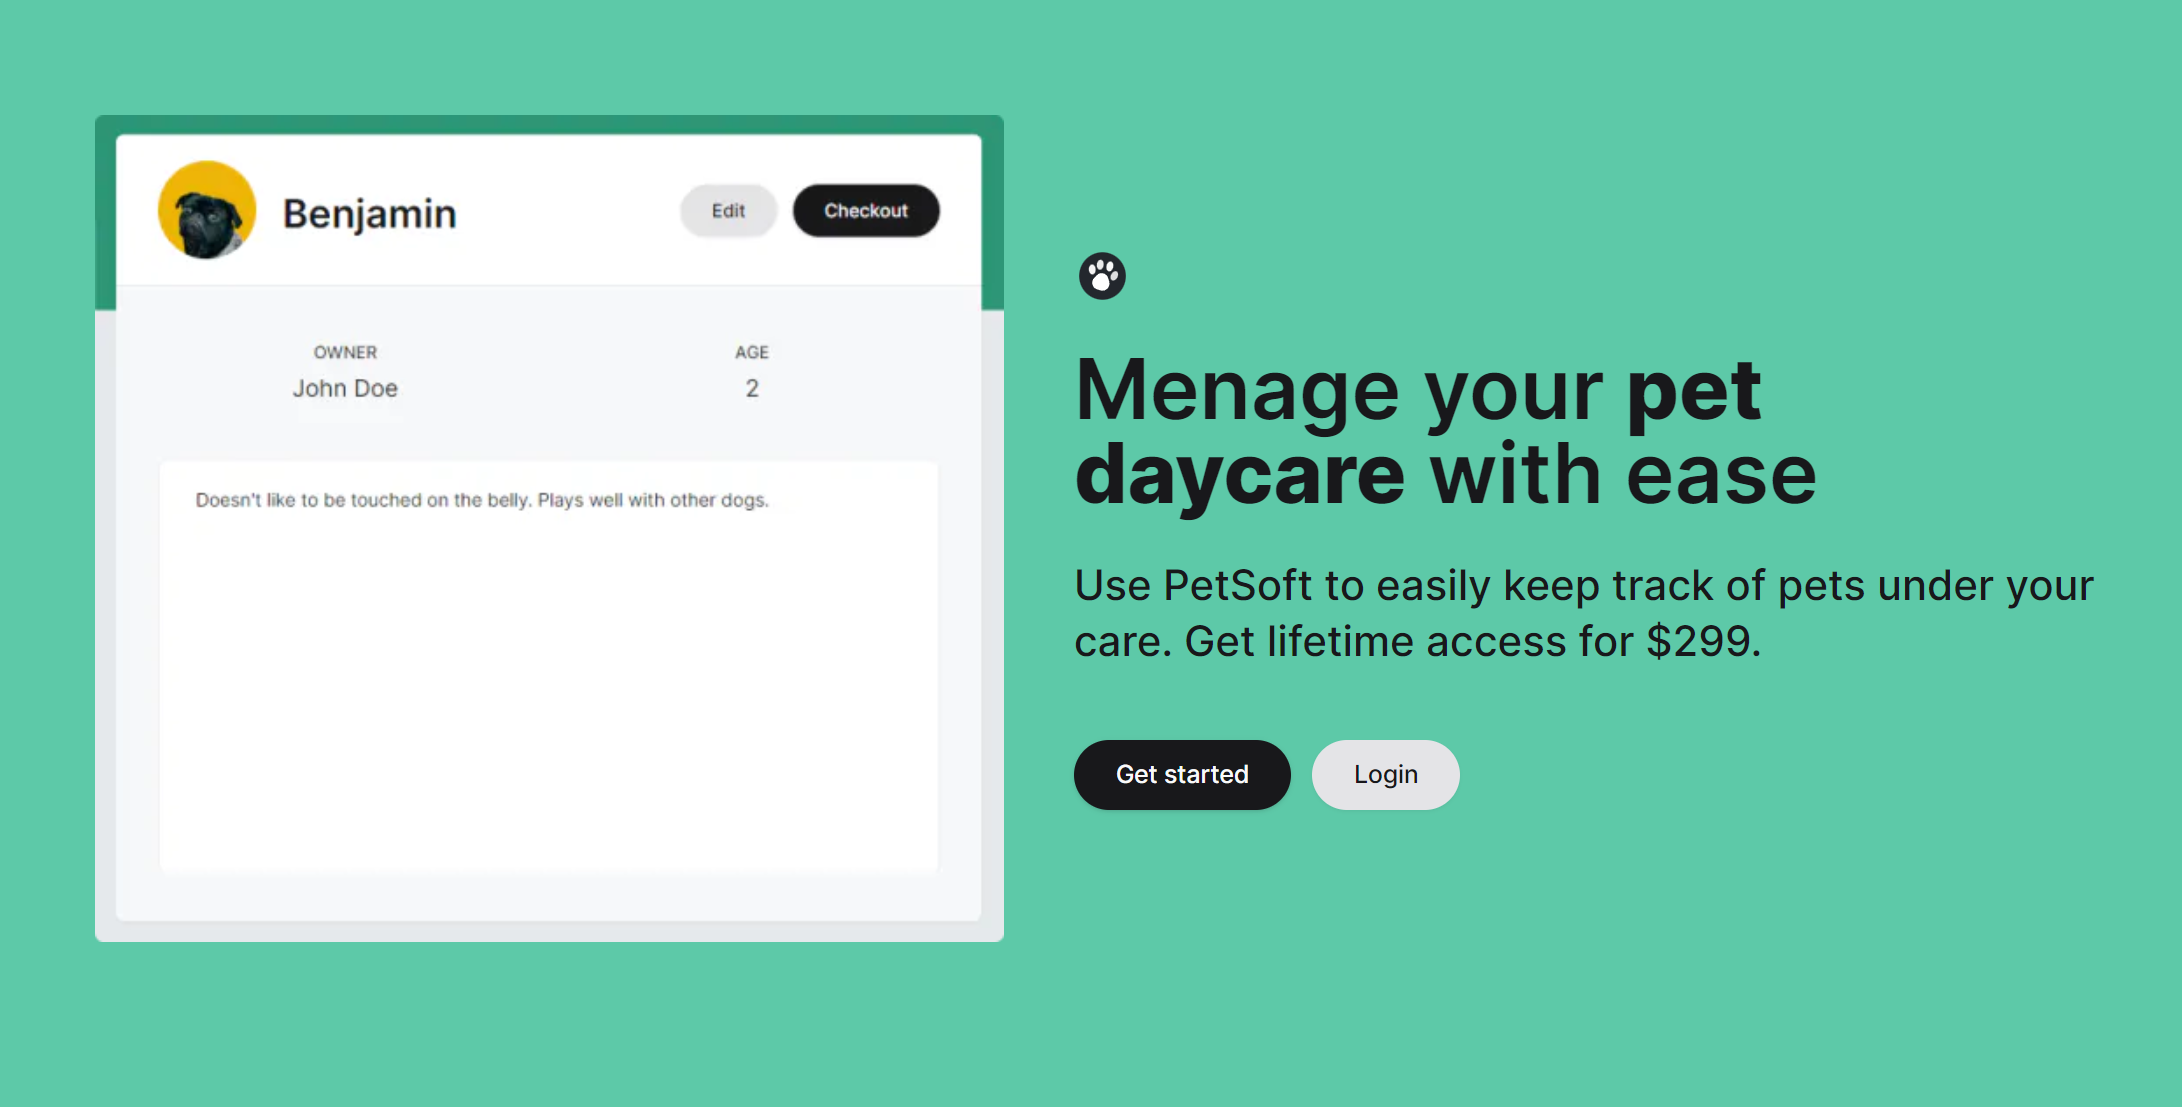 Benjamin
Edit
Checkout
OWNER
John Doe
AGE
2
Doesn't like to be touched on the belly. Plays well with other dogs.
Menage your pet
daycare with ease
Use PetSoft to easily keep track of pets under your
care. Get lifetime access for $299.
Get started
Login